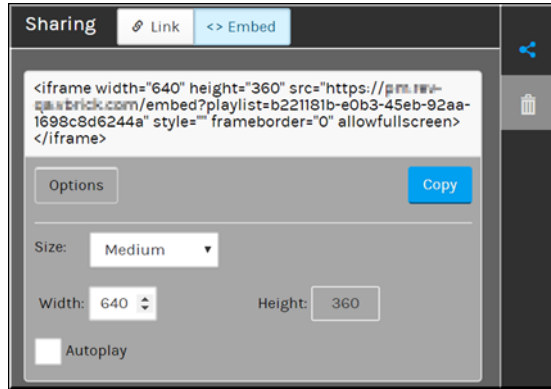 Sharing
Link
<> Embed
<iframe width="640" height="360" src="https://
/embed?playlist=b221181b-e0b3-45eb-92aa-
1698c8d6244a" style="" frameborder="0" allowfullscreen>
</iframe>
Options
Copy
Size: Medium
Width: 640 Height: 360
Autoplay